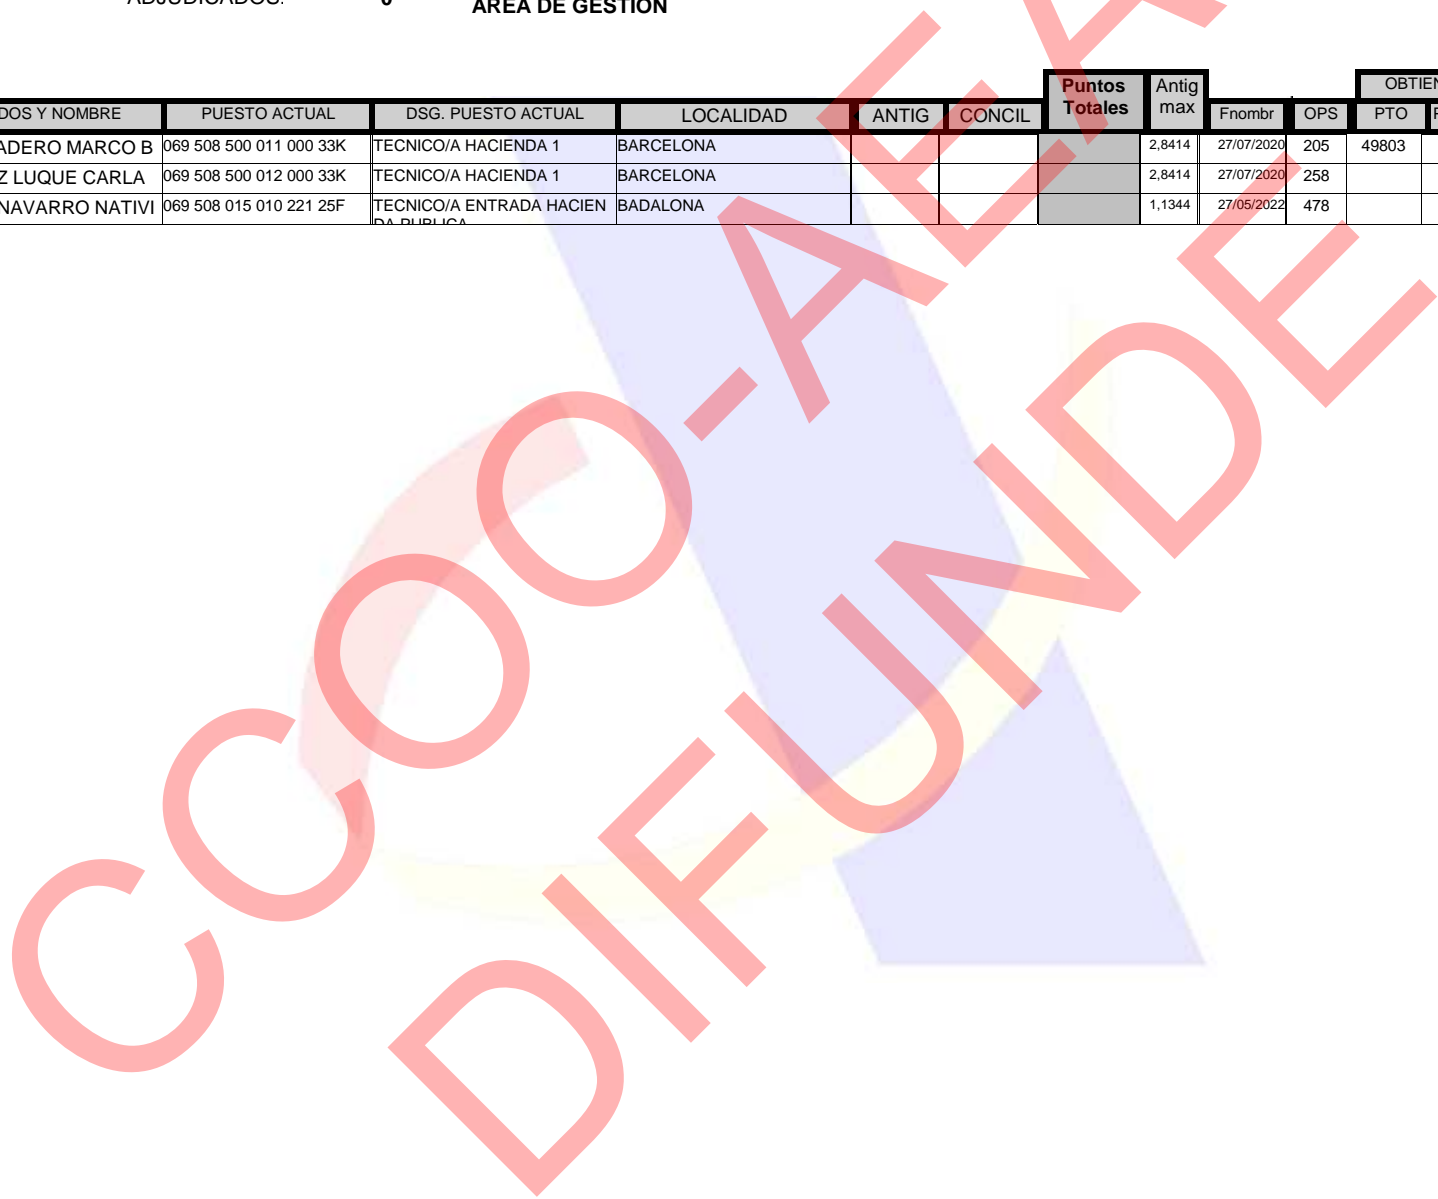 ADJUDICADOS: 0 ÁREA DE GESTIÓN
Puntos Totales Antig max OBTIEN
DOS Y NOMBRE PUESTO ACTUAL DSG. PUESTO ACTUAL LOCALIDAD ANTIG CONCIL Fnombr OPS PTO
ADERO MARCO B 069 508 500 011 000 33K TECNICO/A HACIENDA 1 BARCELONA 2,8414 27/07/2020 205 49803
Z LUQUE CARLA 069 508 500 012 000 33K TECNICO/A HACIENDA 1 BARCELONA 2,8414 27/07/2020 258
NAVARRO NATIVI 069 508 015 010 221 25F TECNICO/A ENTRADA HACIEN BADALONA 1,1344 27/05/2022 478
DA PUBLICA
CCOO-AEA
DIFUNDE